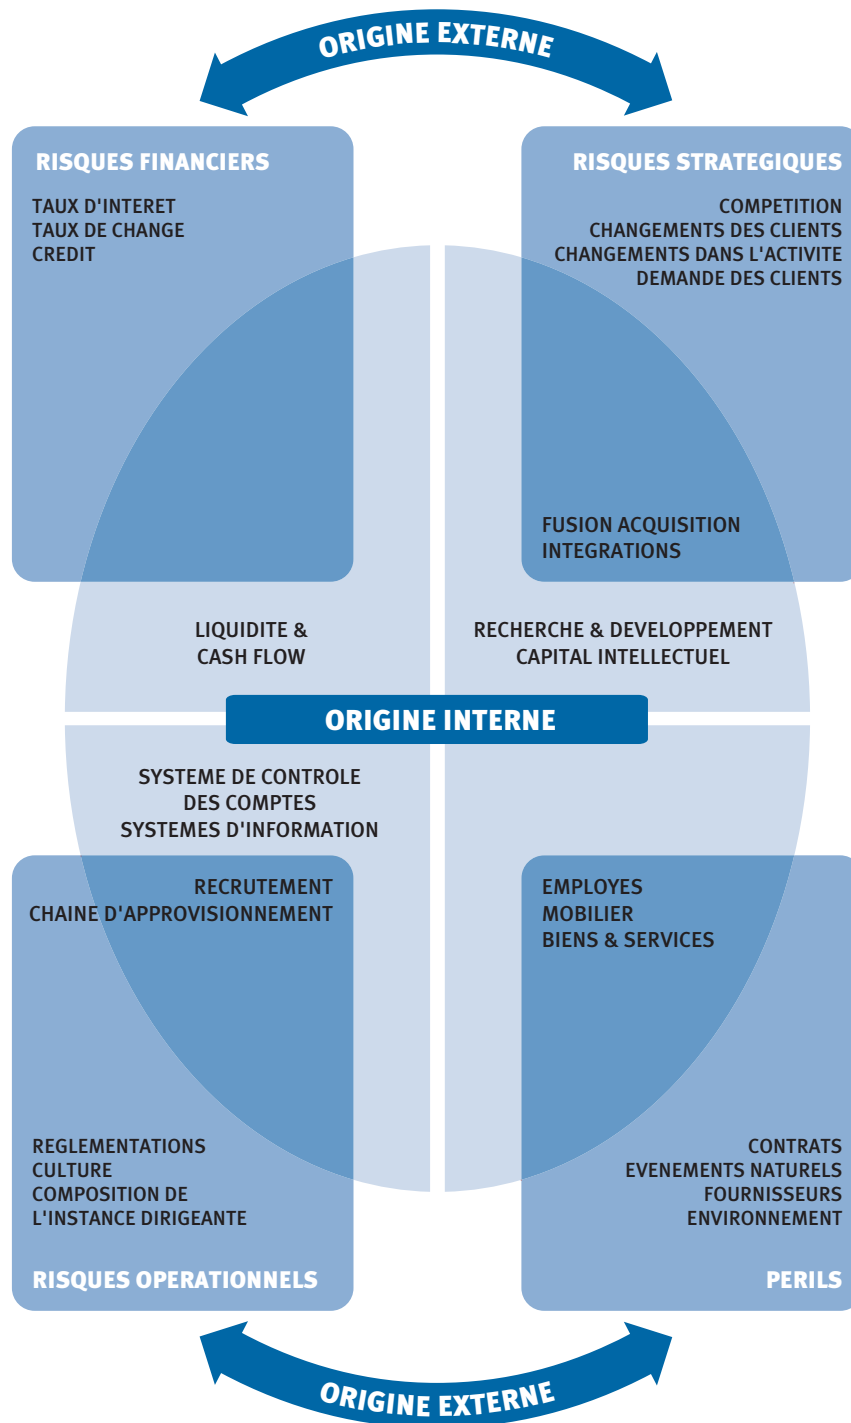 ORIGINE EXTERNE
RISQUES FINANCIERS
TAUX D'INTERET
TAUX DE CHANGE
CREDIT
RISQUES STRATEGIQUES
COMPETITION
CHANGEMENTS DES CLIENTS
CHANGEMENTS DANS L'ACTIVITE
DEMANDE DES CLIENTS
FUSION ACQUISITION
INTEGRATIONS
LIQUIDITE &
CASH FLOW
RECHERCHE & DEVELOPPEMENT
CAPITAL INTELLECTUEL
ORIGINE INTERNE
SYSTEME DE CONTROLE
DES COMPTES
SYSTEMES D'INFORMATION
RECRUTEMENT
CHAINE D'APPROVISIONNEMENT
EMPLOYES
MOBILIER
BIENS & SERVICES
REGLEMENTATIONS
CULTURE
COMPOSITION DE
L'INSTANCE DIRIGEANTE
RISQUES OPERATIONNELS
CONTRATS
EVENEMENTS NATURELS
FOURNISSEURS
ENVIRONNEMENT
PERILS
ORIGINE EXTERNE